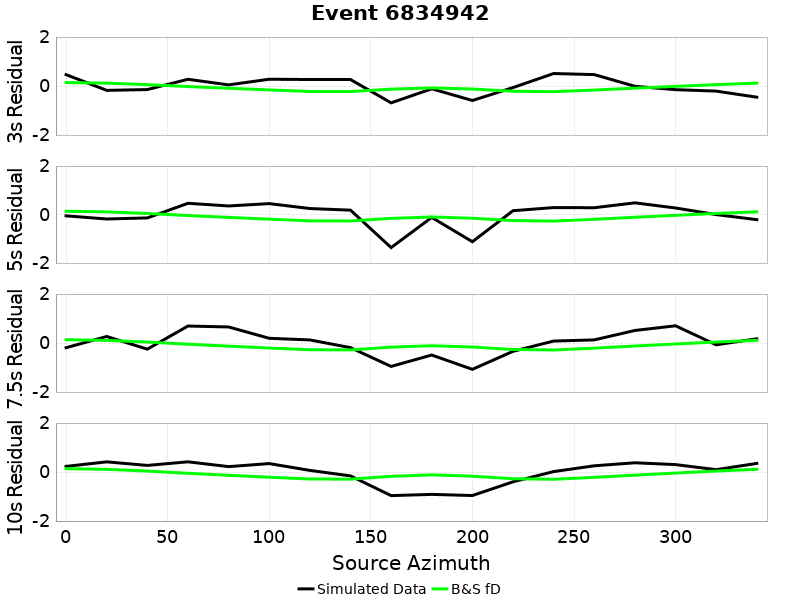 Event 6834942
3s Residual
2
0
-2
5s Residual
2
0
-2
7.5s Residual
2
0
-2
10s Residual
2
0
-2
0 50 100 150 200 250 300
Source Azimuth
Simulated Data B&S fD